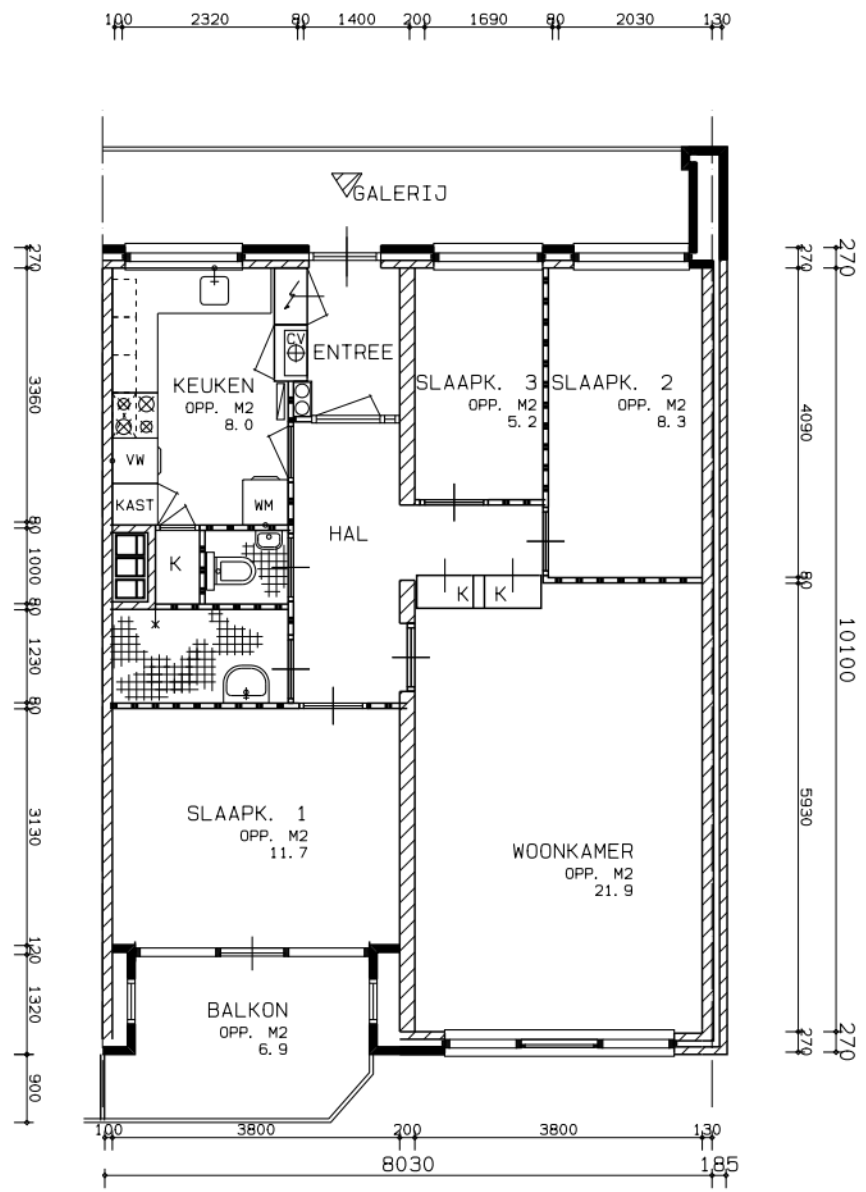 100 2320 80 1400 200 1690 80 2030 130
GALERIJ
270 3360 80 1000 80 1230 80 3130 120 1320 900
CV
ENTREE
KEUKEN
OPP. M2
8.0
SLAAPK. 3
OPP. M2
5.2
SLAAPK. 2
OPP. M2
8.3
VW
KAST
WM
HAL
K
K K
SLAAPK. 1
OPP. M2
11.7
WOONKAMER
OPP. M2
21.9
BALKON
OPP. M2
6.9
270 4090 80 5930 270
270 10100 270
100 3800 200 3800 130
8030 185